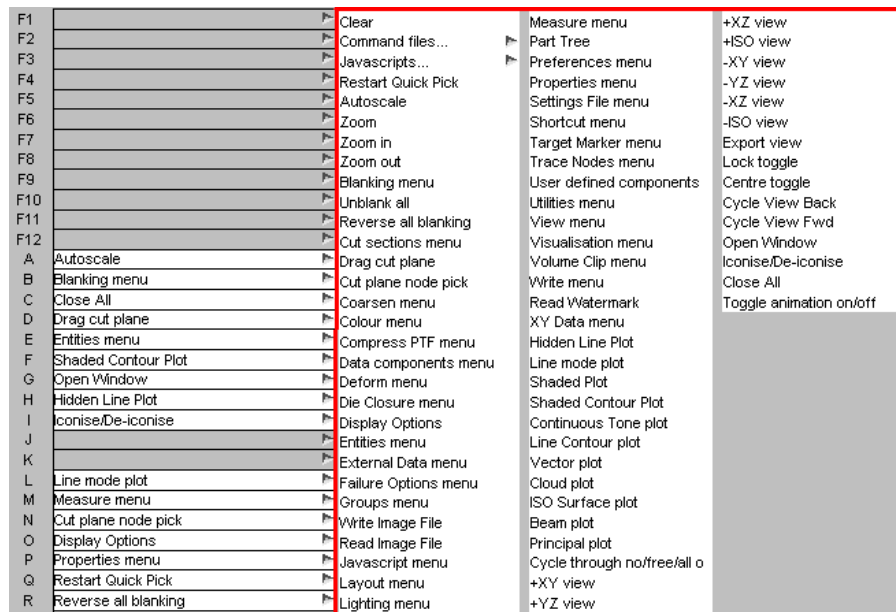 F1
F2
F3
F4
F5
F6
F7
F8
F9
F10
F11
F12
A Autoscale
B Blanking menu
C Close All
D Drag cut plane
E Entities menu
F Shaded Contour Plot
G Open Window
H Hidden Line Plot
I Iconise/De-iconise
J
K
L Line mode plot
M Measure menu
N Cut plane node pick
O Display Options
P Properties menu
Q Restart Quick Pick
R Reverse all blanking
Clear
Command files...
Javascripts...
Restart Quick Pick
Autoscale
Zoom
Zoom in
Zoom out
Blanking menu
Unblank all
Reverse all blanking
Cut sections menu
Drag cut plane
Cut plane node pick
Coarsen menu
Colour menu
Compress PTF menu
Data components menu
Deform menu
Die Closure menu
Display Options
Entities menu
External Data menu
Failure Options menu
Groups menu
Write Image File
Read Image File
Javascript menu
Layout menu
Lighting menu
Measure menu
Part Tree
Preferences menu
Properties menu
Settings File menu
Shortcut menu
Target Marker menu
Trace Nodes menu
User defined components
Utilities menu
View menu
Visualisation menu
Volume Clip menu
Write menu
Read Watermark
XY Data menu
Hidden Line Plot
Line mode plot
Shaded Plot
Shaded Contour Plot
Continuous Tone plot
Line Contour plot
Vector plot
Cloud plot
ISO Surface plot
Beam plot
Principal plot
Cycle through no/free/all o
+XY view
+YZ view
+XZ view
+ISO view
-XY view
-YZ view
-XZ view
-ISO view
Export view
Lock toggle
Centre toggle
Cycle View Back
Cycle View Fwd
Open Window
Iconise/De-iconise
Close All
Toggle animation on/off